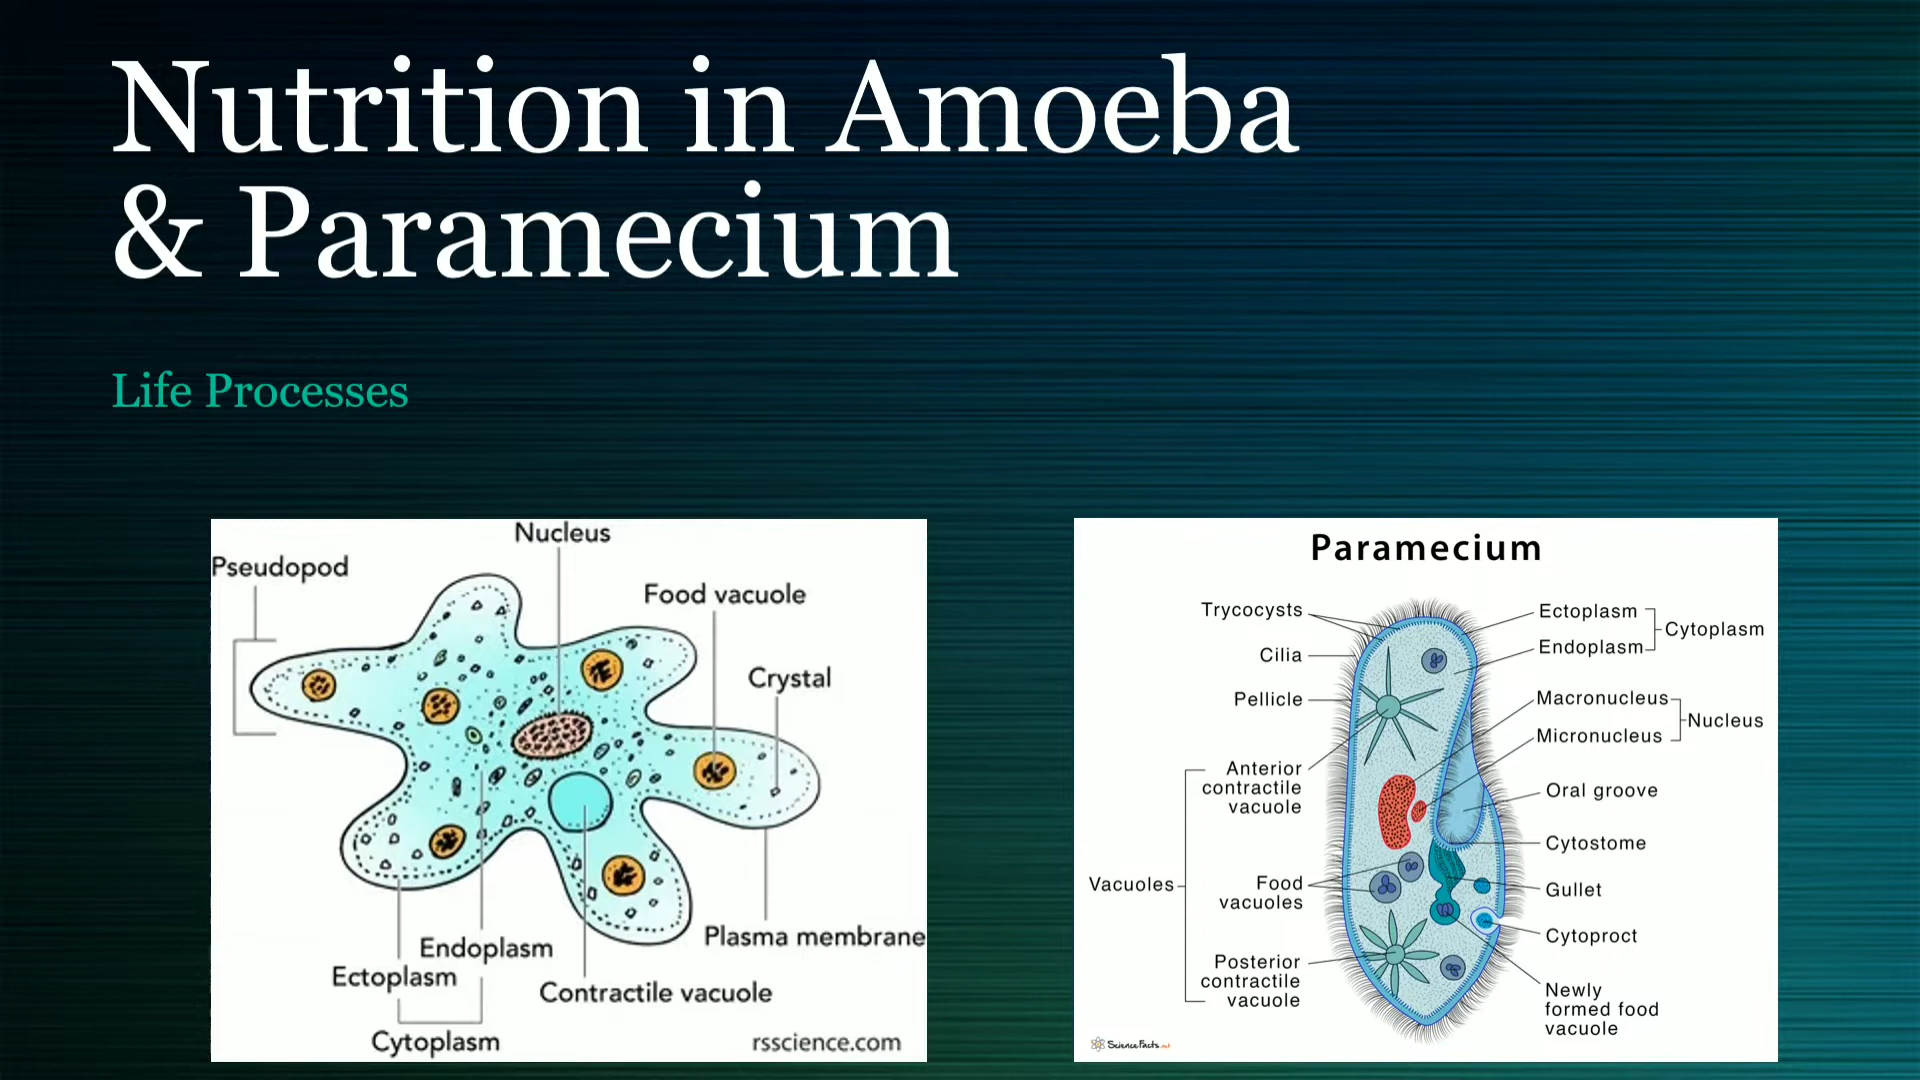 Nutrition in Amoeba
& Paramecium
Life Processes
Nucleus
Pseudopod
Food vacuole
Crystal
Plasma membrane
Endoplasm
Ectoplasm
Contractile vacuole
Cytoplasm
rsscience.com
Paramecium
Trycocysts
Cilia
Pellicle
Anterior
contractile
vacuole
Vacuoles
Food
vacuoles
Posterior
contractile
vacuole
Ectoplasm
Endoplasm
Cytoplasm
Macronucleus
Micronucleus
Nucleus
Oral groove
Cytostome
Gullet
Cytoproct
Newly
formed food
vacuole
ScienceFacts.net